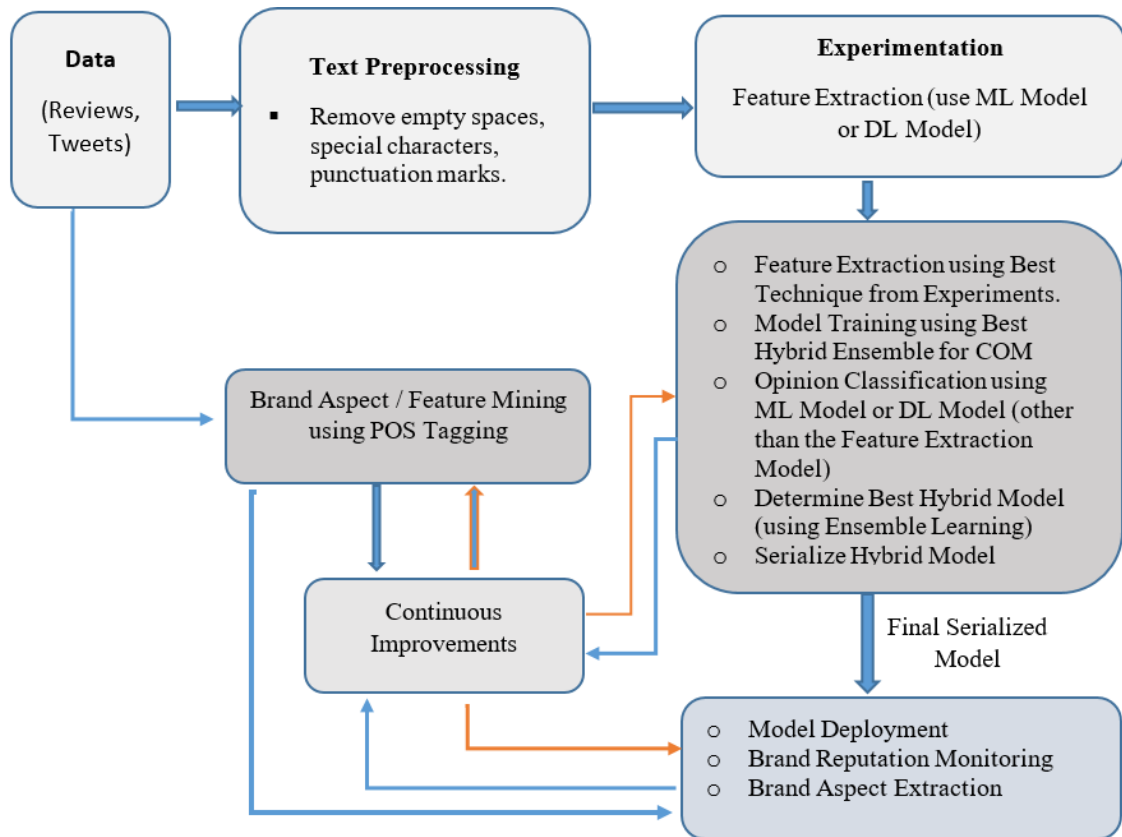 Data
(Reviews,
Tweets)
Text Preprocessing
▪ Remove empty spaces,
special characters,
punctuation marks.
Experimentation
Feature Extraction (use ML Model
or DL Model)
o Feature Extraction using Best
Technique from Experiments.
o Model Training using Best
Hybrid Ensemble for COM
o Opinion Classification using
ML Model or DL Model (other
than the Feature Extraction
Model)
o Determine Best Hybrid Model
(using Ensemble Learning)
o Serialize Hybrid Model
Brand Aspect / Feature Mining
using POS Tagging
Continuous
Improvements
Final Serialized
Model
o Model Deployment
o Brand Reputation Monitoring
o Brand Aspect Extraction